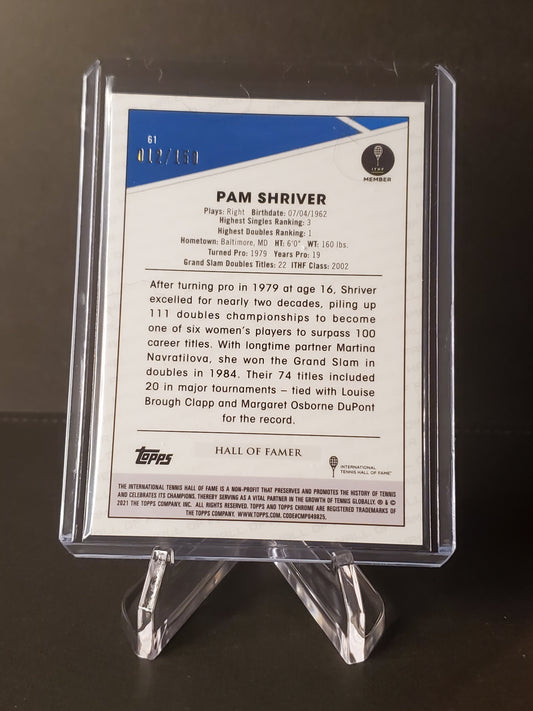 61
012/150
ITHF
MEMBER
PAM SHRIVER
Plays: Right Birthdate: 07/04/1962
Highest Singles Ranking: 3
Highest Doubles Ranking: 1
Hometown: Baltimore, MD HT: 6'0" WT: 160 lbs.
Turned Pro: 1979 Years Pro: 19
Grand Slam Doubles Titles: 22 ITHF Class: 2002
After turning pro in 1979 at age 16, Shriver
excelled for nearly two decades, piling up
111 doubles championships to become
one of six women's players to surpass 100
career titles. With longtime partner Martina
Navratilova, she won the Grand Slam in
doubles in 1984. Their 74 titles included
20 in major tournaments – tied with Louise
Brough Clapp and Margaret Osborne DuPont
for the record.
Topps
HALL OF FAMER
INTERNATIONAL
TENNIS HALL OF FAME
THE INTERNATIONAL TENNIS HALL OF FAME IS A NON-PROFIT THAT PRESERVES AND PROMOTES THE HISTORY OF TENNIS
AND CELEBRATES ITS CHAMPIONS, THEREBY SERVING AS A VITAL PARTNER IN THE GROWTH OF TENNIS GLOBALLY. ® & ©
2021 THE TOPPS COMPANY, INC. ALL RIGHTS RESERVED. TOPPS AND TOPPS CHROME ARE REGISTERED TRADEMARKS OF
THE TOPPS COMPANY. WWW.TOPPS.COM. CODE#CMP049825.